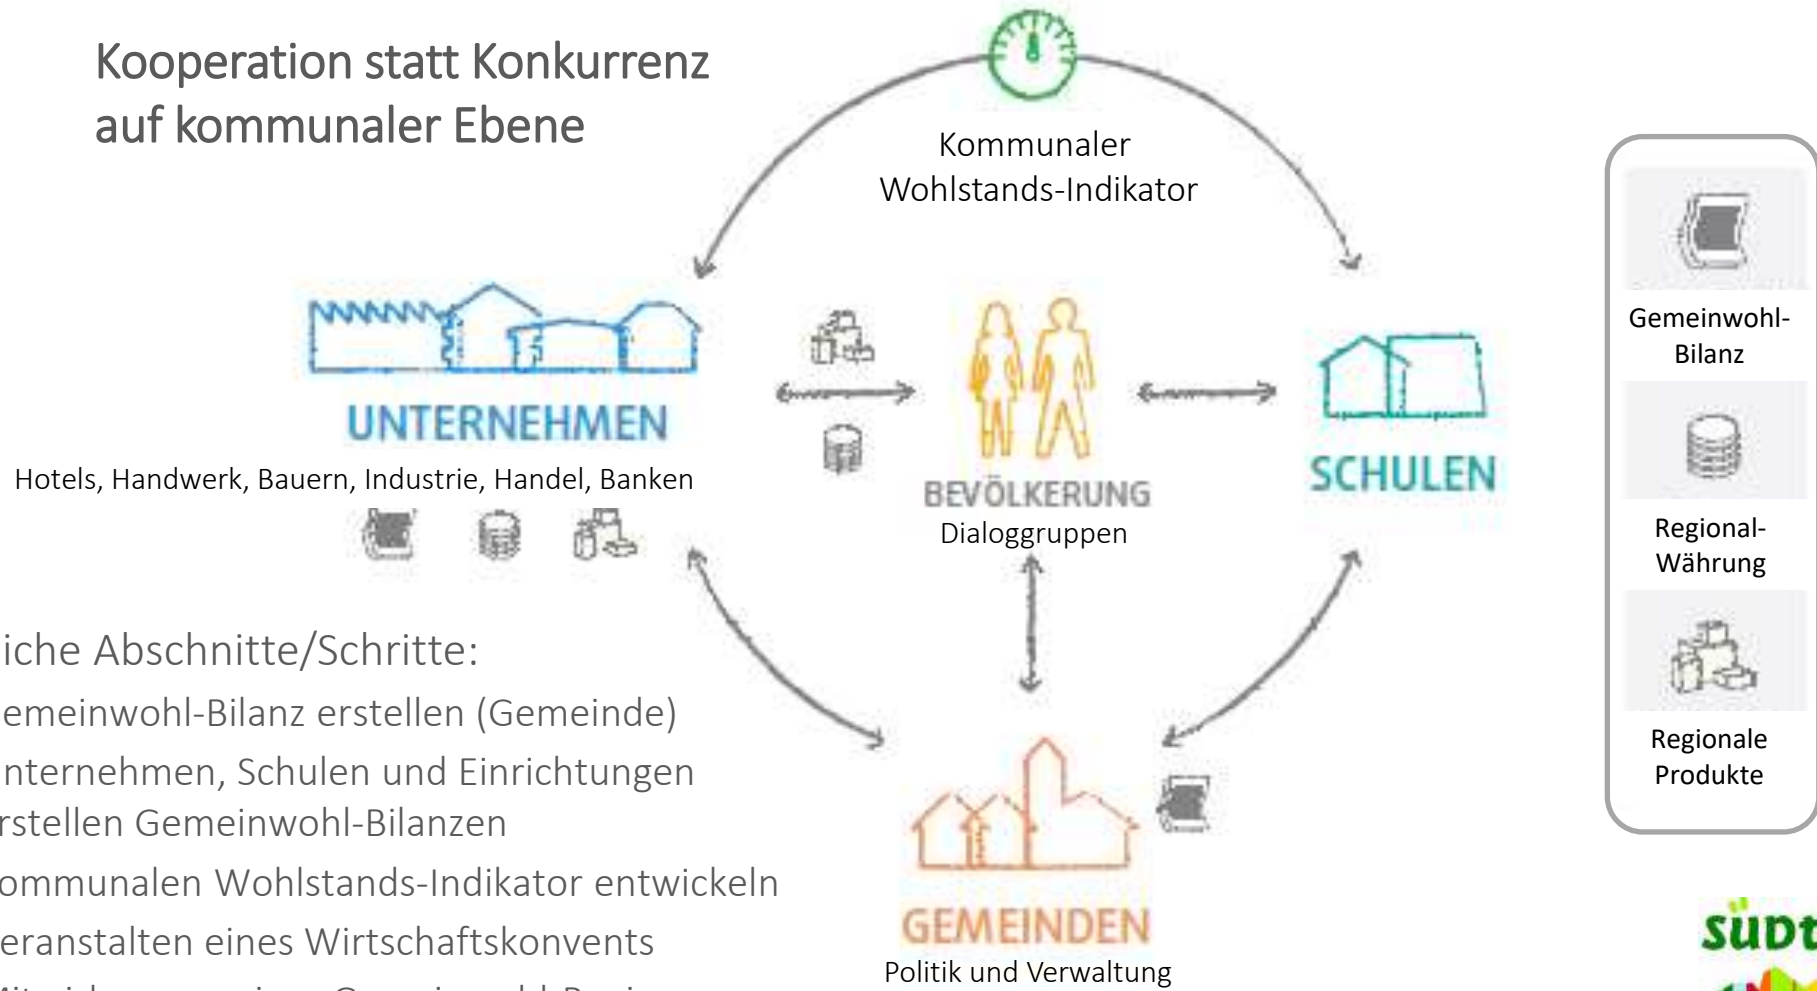 Kooperation statt Konkurrenz
auf kommunaler Ebene
Kommunaler
Wohlstands-Indikator
UNTERNEHMEN
Hotels, Handwerk, Bauern, Industrie, Handel, Banken
BEVÖLKERUNG
Dialoggruppen
SCHULEN
GEMEINDEN
Politik und Verwaltung
Gemeinwohl-
Bilanz
Regional-
Währung
Regionale
Produkte
iche Abschnitte/Schritte:
emeinwohl-Bilanz erstellen (Gemeinde)
nternehmen, Schulen und Einrichtungen
rstellen Gemeinwohl-Bilanzen
ommunalen Wohlstands-Indikator entwickeln
eranstalten eines Wirtschaftskonvents
süDt